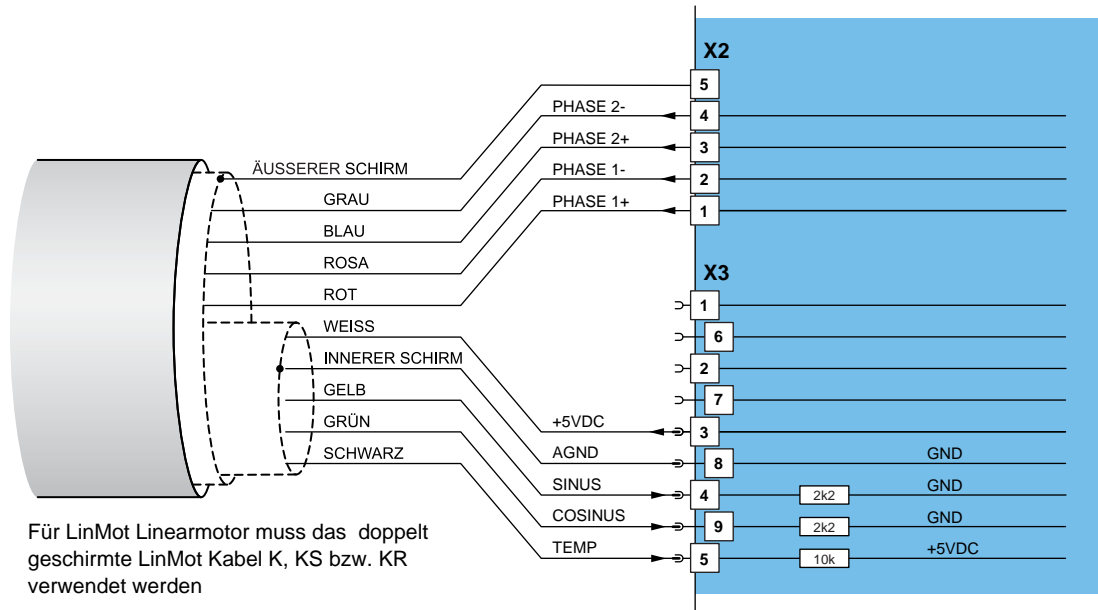 X2
5
PHASE 2- 4
PHASE 2+ 3
ÄUSSERER SCHIRM PHASE 1- 2
GRAU PHASE 1+ 1
BLAU
ROSA X3
ROT 1
WEISS 6
INNERER SCHIRM 2
GELB 7
GRÜN +5VDC 3
SCHWARZ AGND 8 GND
SINUS 4 2k2 GND
COSINUS 9 2k2 GND
TEMP 5 10k +5VDC
Für LinMot Linearmotor muss das doppelt
geschirmte LinMot Kabel K, KS bzw. KR
verwendet werden